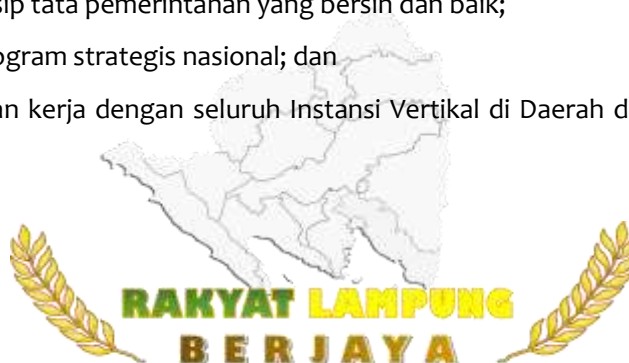 sip tata pemerintahan yang bersih dan baik;
ogram strategis nasional; dan
an kerja dengan seluruh Instansi Vertikal di Daerah d
RAKYAT LAMPUNG
BERJAYA